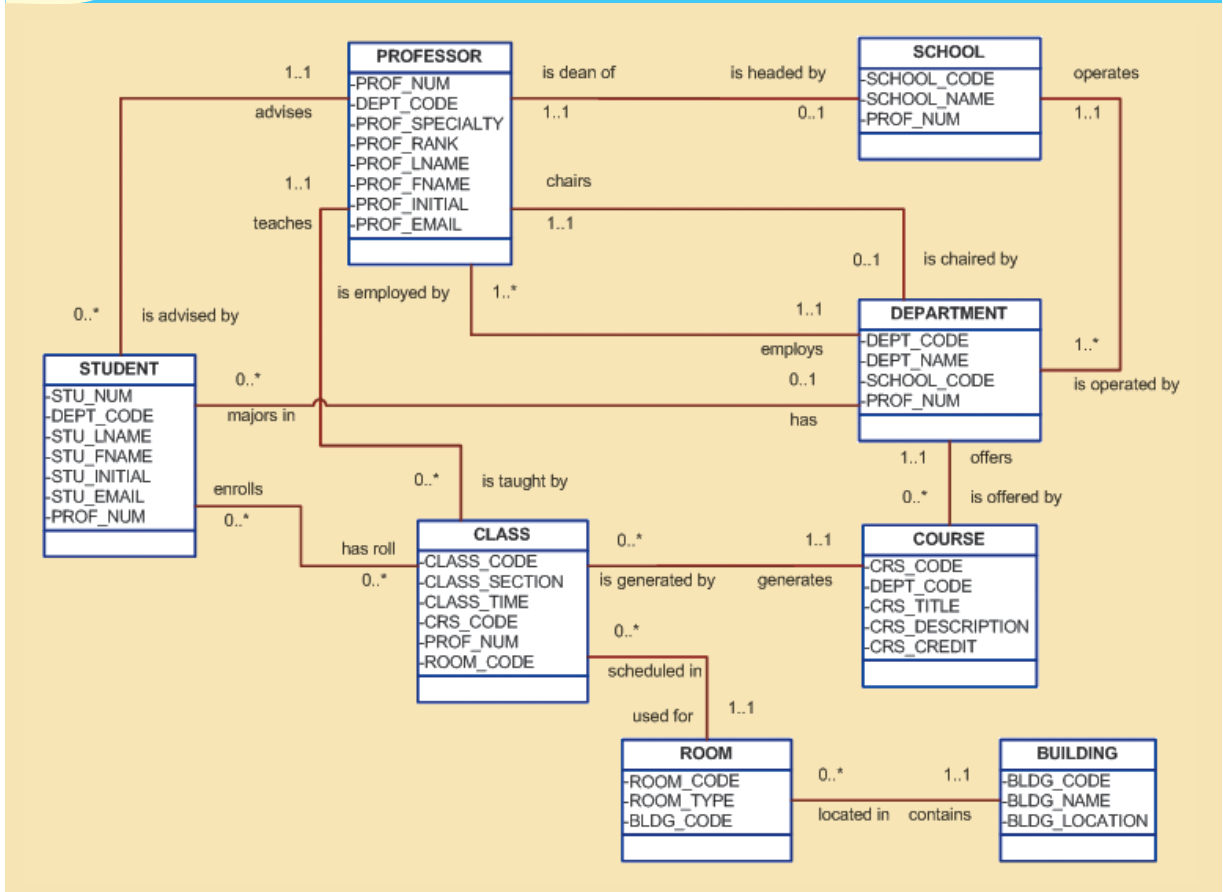 PROFESSOR
-PROF_NUM
-DEPT_CODE
-PROF_SPECIALTY
-PROF_RANK
-PROF_LNAME
-PROF_FNAME
-PROF_INITIAL
-PROF_EMAIL
SCHOOL
-SCHOOL_CODE
-SCHOOL_NAME
-PROF_NUM
1..1
advises
is dean of
1..1
is headed by
0..1
operates
1..1
1..1
teaches
chairs
1..1
0..1
is chaired by
is employed by
1..*
1..1
employs
0..*
is advised by
DEPARTMENT
-DEPT_CODE
-DEPT_NAME
-SCHOOL_CODE
-PROF_NUM
1..*
is operated by
STUDENT
-STU_NUM
-DEPT_CODE
-STU_LNAME
-STU_FNAME
-STU_INITIAL
-STU_EMAIL
-PROF_NUM
0..*
majors in
0..1
has
1..1
offers
0..*
is offered by
enrolls
0..*
has roll
0..*
0..*
is taught by
CLASS
-CLASS_CODE
-CLASS_SECTION
-CLASS_TIME
-CRS_CODE
-PROF_NUM
-ROOM_CODE
0..*
is generated by
1..1
generates
COURSE
-CRS_CODE
-DEPT_CODE
-CRS_TITLE
-CRS_DESCRIPTION
-CRS_CREDIT
0..*
scheduled in
used for
1..1
ROOM
-ROOM_CODE
-ROOM_TYPE
-BLDG_CODE
0..*
located in
1..1
contains
BUILDING
-BLDG_CODE
-BLDG_NAME
-BLDG_LOCATION